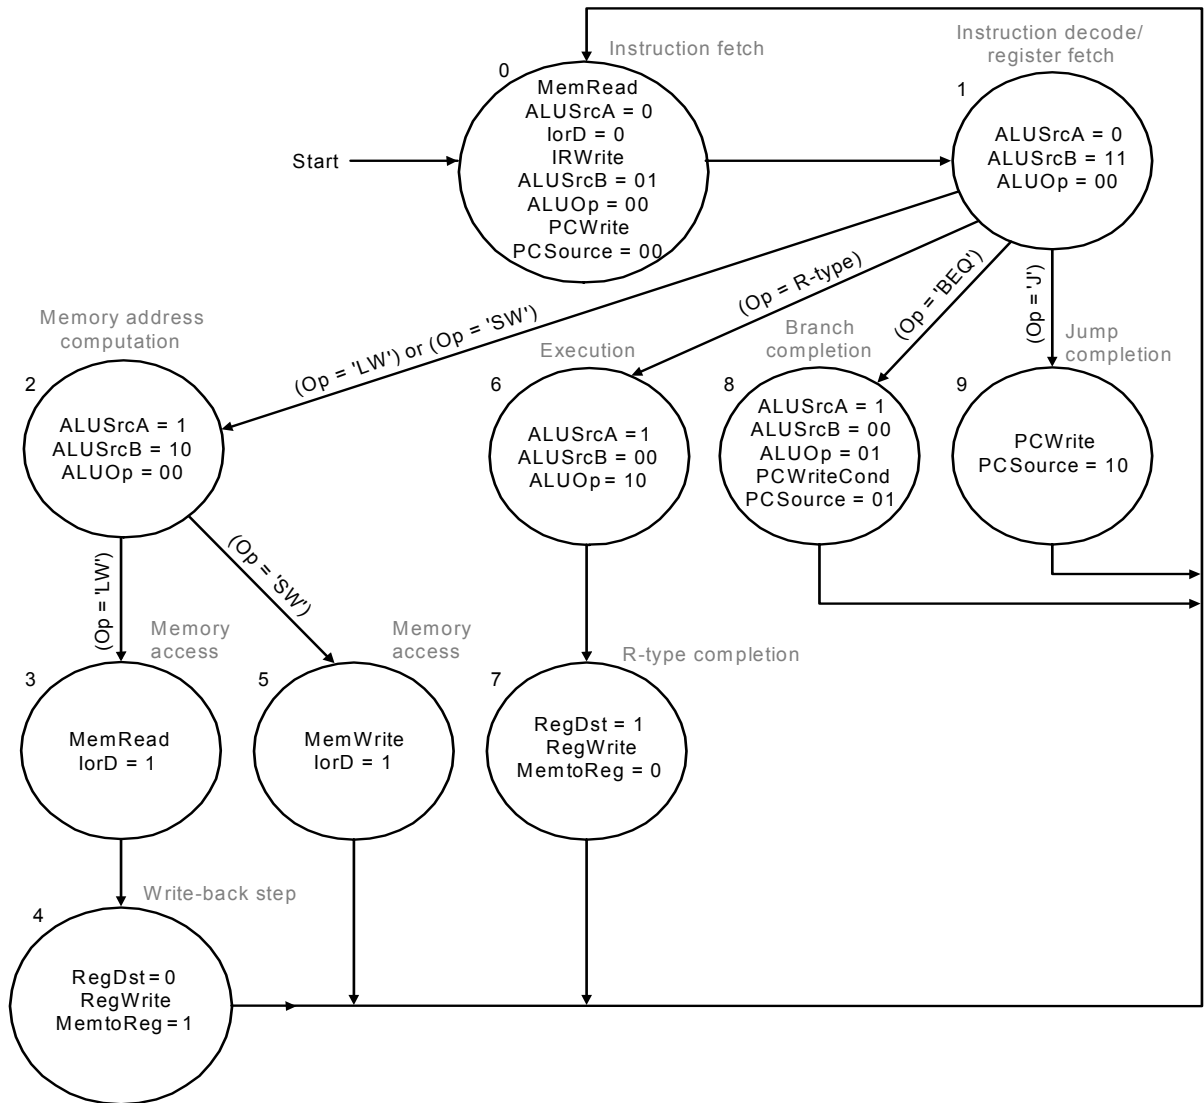 Instruction fetch
0
MemRead
ALUSrcA = 0
IorD = 0
IRWrite
ALUSrcB = 01
ALUOp = 00
PCWrite
PCSource = 00
Start
Instruction decode/
register fetch
1
ALUSrcA = 0
ALUSrcB = 11
ALUOp = 00
(Op = 'LW') or (Op = 'SW')
(Op = R-type)
(Op = 'BEQ')
(Op = 'J')
Memory address
computation
2
ALUSrcA = 1
ALUSrcB = 10
ALUOp = 00
Execution
6
ALUSrcA = 1
ALUSrcB = 00
ALUOp = 10
Branch
completion
8
ALUSrcA = 1
ALUSrcB = 00
ALUOp = 01
PCWriteCond
PCSource = 01
Jump
completion
9
PCWrite
PCSource = 10
(Op = 'LW')
(Op = 'SW')
Memory
access
3
MemRead
IorD = 1
Memory
access
5
MemWrite
IorD = 1
R-type completion
7
RegDst = 1
RegWrite
MemtoReg = 0
Write-back step
4
RegDst = 0
RegWrite
MemtoReg = 1